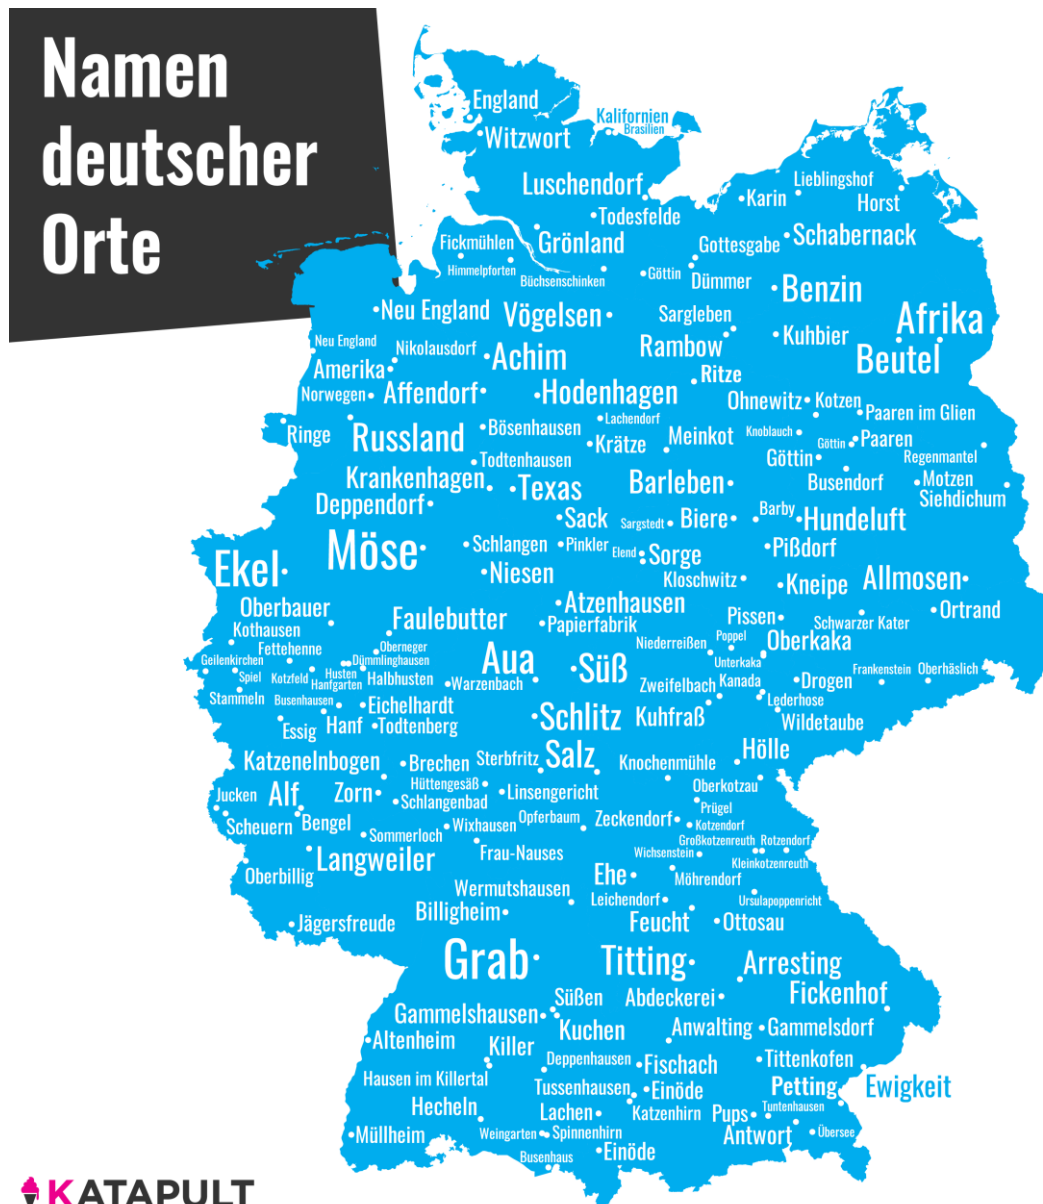 Namen
deutscher
Orte
England
Kalifornien
Brasilien
Witzwort
Luschendorf
Lieblingshof
Karin
Horst
Todesfelde
Fickmühlen
Grönland
Gottesgabe
Schabernack
Himmelpforten
Büchsenschinken
Göttin
Dümmer
Benzin
Neu England
Vögelsen
Sargleben
Afrika
Neu England
Nikolausdorf
Achim
Rambow
Kuhbier
Beutel
Amerika
Ritze
Norwegen
Affendorf
Hodenhagen
Ohnewitz
Kotzen
Paaren im Glien
Ringe
Russland
Bösenhausen
Lachendorf
Krätze
Meinkot
Knoblauch
Göttin
Paaren
Todtenhausen
Göttin
Regenmantel
Krankenhagen
Texas
Barleben
Busendorf
Motzen
Siehdichum
Deppendorf
Sack
Sargstedt
Biere
Barby
Hundeluft
Möse
Schlangen
Pinkler
Elend
Sorge
Pißdorf
Ekel
Niesen
Kloschwitz
Kneipe
Allmosen
Oberbauer
Atzenhausen
Ortrand
Kothausen
Faulebutter
Papierfabrik
Pissen
Schwarzer Kater
Fettehenne
Oberneger
Niederreißen
Poppel
Oberkaka
Geilenkirchen
Dümmlinghausen
Aua
Süß
Unterkaka
Frankenstein
Oberhäslich
Spiel
Kotzfeld
Husten
Hanfgarten
Halbhusten
Warzenbach
Zweifelbach
Kanada
Drogen
Stammeln
Busenhausen
Eichelhardt
Schlitz
Kuhfraß
Lederhose
Wildetaube
Essig
Hanf
Todtenberg
Katzenelnbogen
Brechen
Sterbfritz
Salz
Knochenmühle
Hölle
Jucken
Alf
Zorn
Hüttengesäß
Linsengericht
Oberkotzau
Schlangenbad
Prügel
Scheuern
Bengel
Sommerloch
Wixhausen
Opferbaum
Zeckendorf
Kotzendorf
Großkotzenreuth
Rotzendorf
Langweiler
Frau-Nauses
Wichsenstein
Kleinkotzenreuth
Oberbillig
Ehe
Möhrendorf
Wermutshausen
Leichendorf
Ursulapoppenricht
Jägersfreude
Billigheim
Feucht
Ottosau
Grab
Titting
Arresting
Süßen
Abdeckerei
Fickenhof
Gammelshausen
Kuchen
Anwalting
Gammelsdorf
Altenheim
Killer
Deppenhausen
Fischach
Tittenkofen
Hausen im Killertal
Tussenhausen
Einöde
Petting
Ewigkeit
Hecheln
Lachen
Katzenhirn
Pups
Tuntenhausen
Müllheim
Weingarten
Spinnenhirn
Antwort
Übersee
Busenhaus
Einöde
KATAPULT